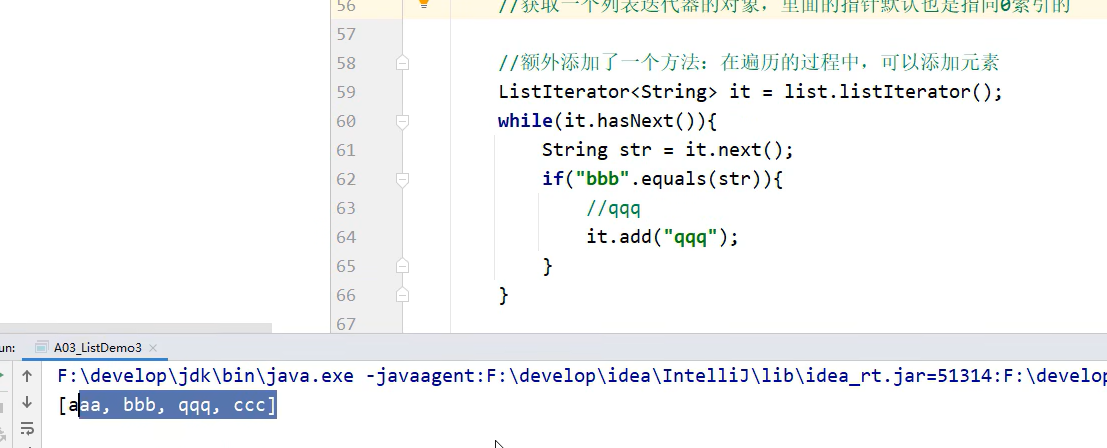 56 //获取一个列表迭代器的对象，里面的指针默认也是指向0索引的
57
58 //额外添加了一个方法：在遍历的过程中，可以添加元素
59 ListIterator<String> it = list.listIterator();
60 while(it.hasNext()){
61 String str = it.next();
62 if("bbb".equals(str)){
63 //qqq
64 it.add("qqq");
65 }
66 }
67
un: A03_ListDemo3 ×
F:\develop\jdk\bin\java.exe -javaagent:F:\develop\idea\IntelliJ\lib\idea_rt.jar=51314:F:\develop
[aaa, bbb, qqq, ccc]